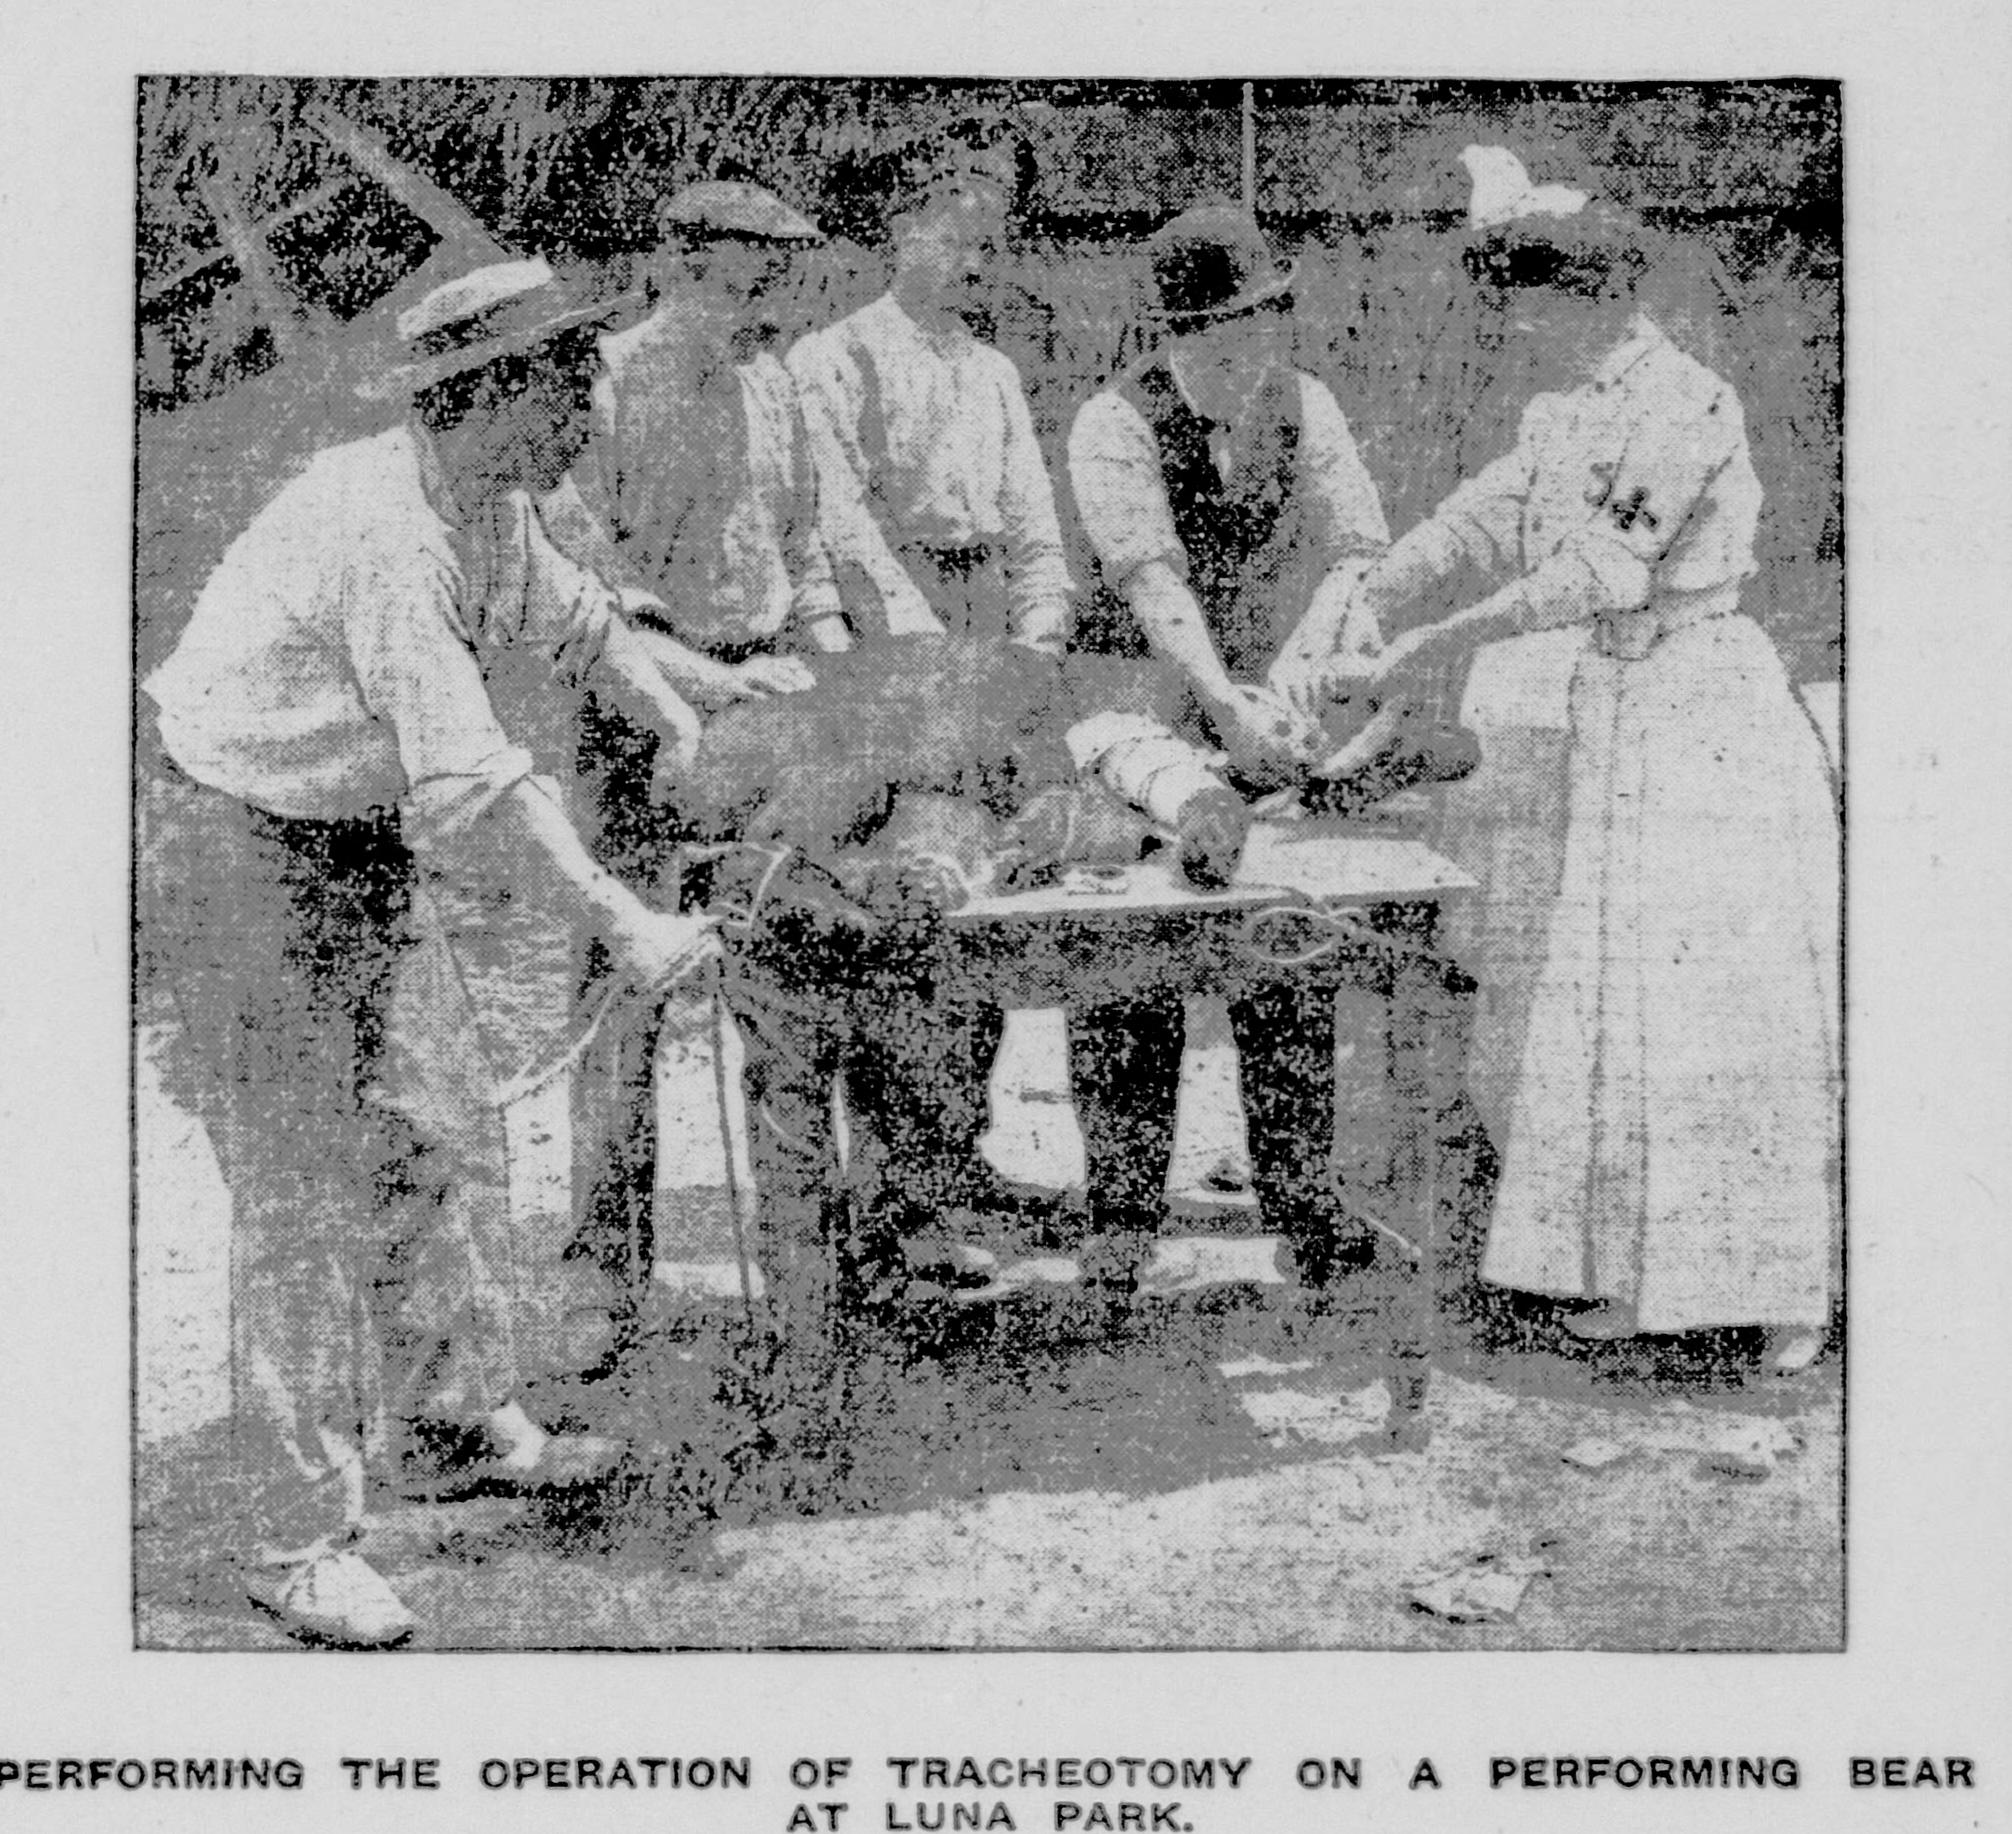 PERFORMING THE OPERATION OF TRACHEOTOMY ON A PERFORMING BEAR
AT LUNA PARK.